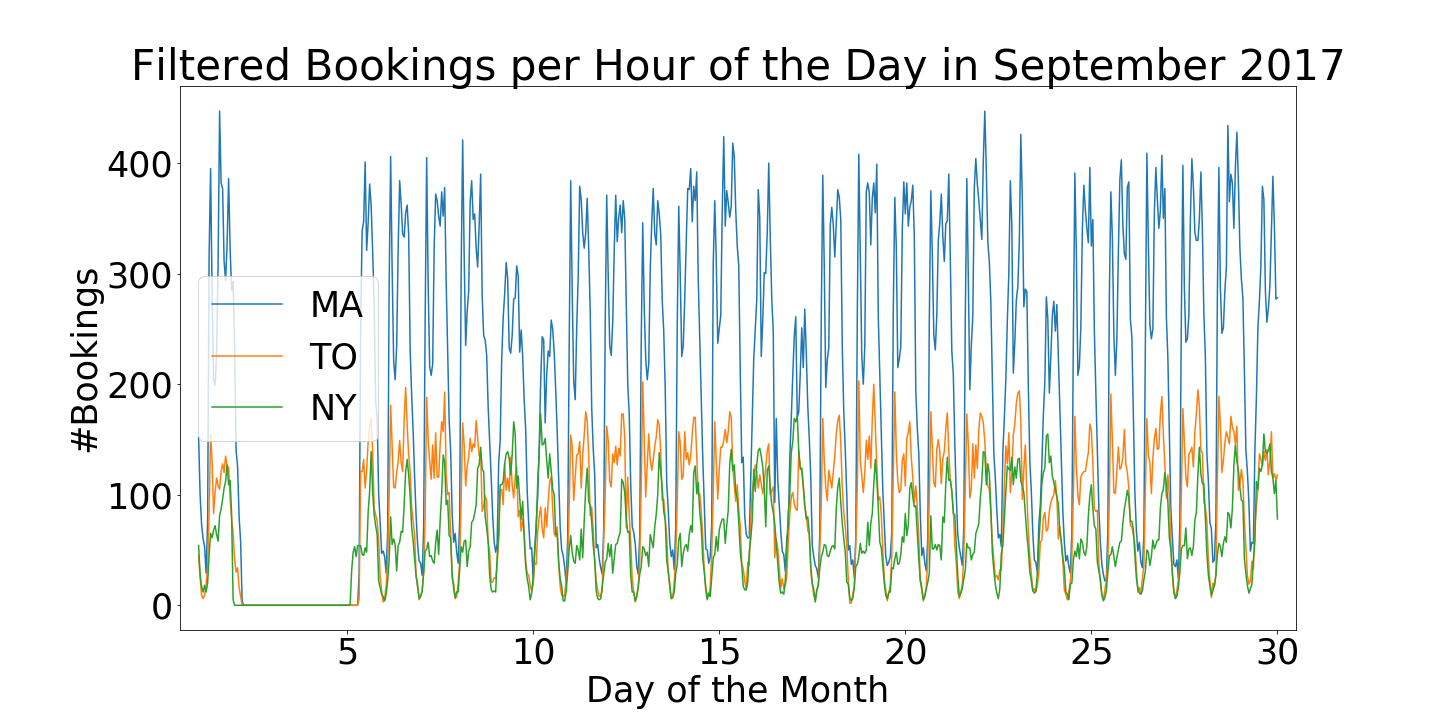 Filtered Bookings per Hour of the Day in September 2017
400
300
200
100
0
#Bookings
MA
TO
NY
5 10 15 20 25 30
Day of the Month